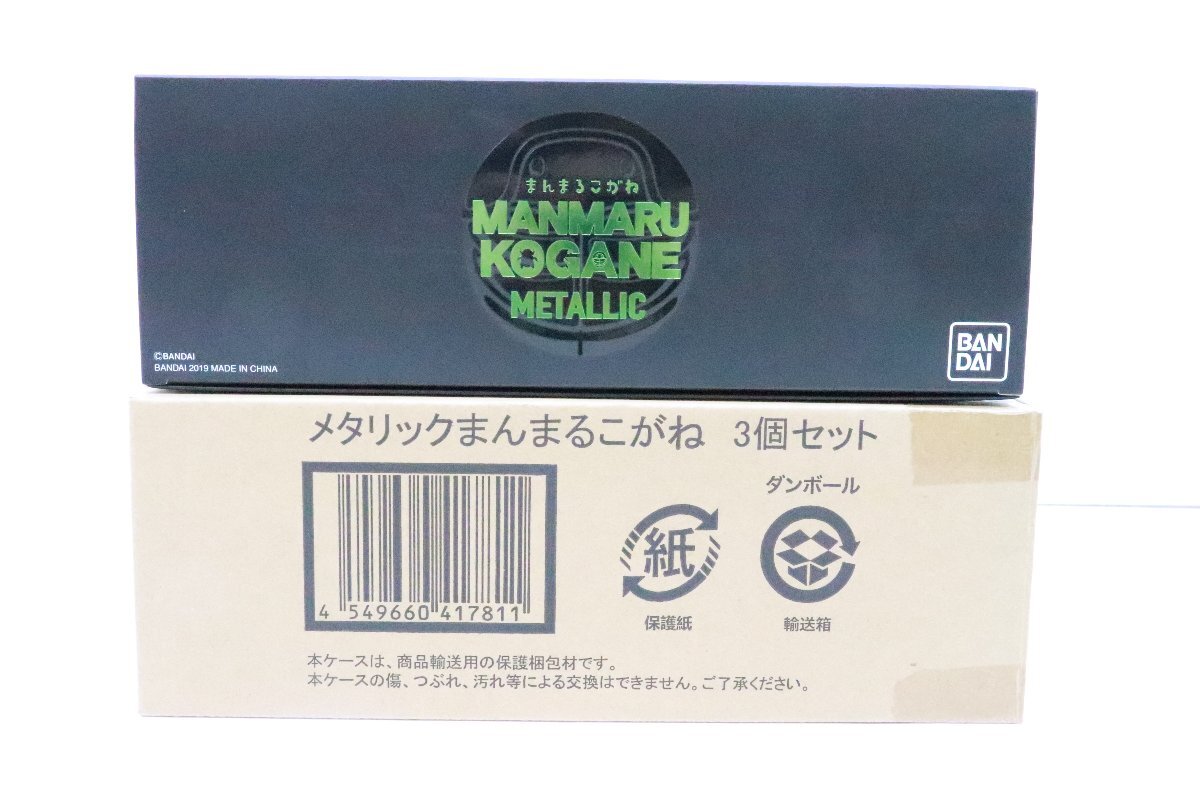 まんまるこがね
MANMARU
KOGANE
METALLIC
©BANDAI
BANDAI 2019 MADE IN CHINA
BAN
DAI
メタリックまんまるこがね 3個セット
4 549660 417811
紙
保護紙
ダンボール
輸送箱
本ケースは、商品輸送用の保護梱包材です。
本ケースの傷、つぶれ、汚れ等による交換はできません。ご了承ください。